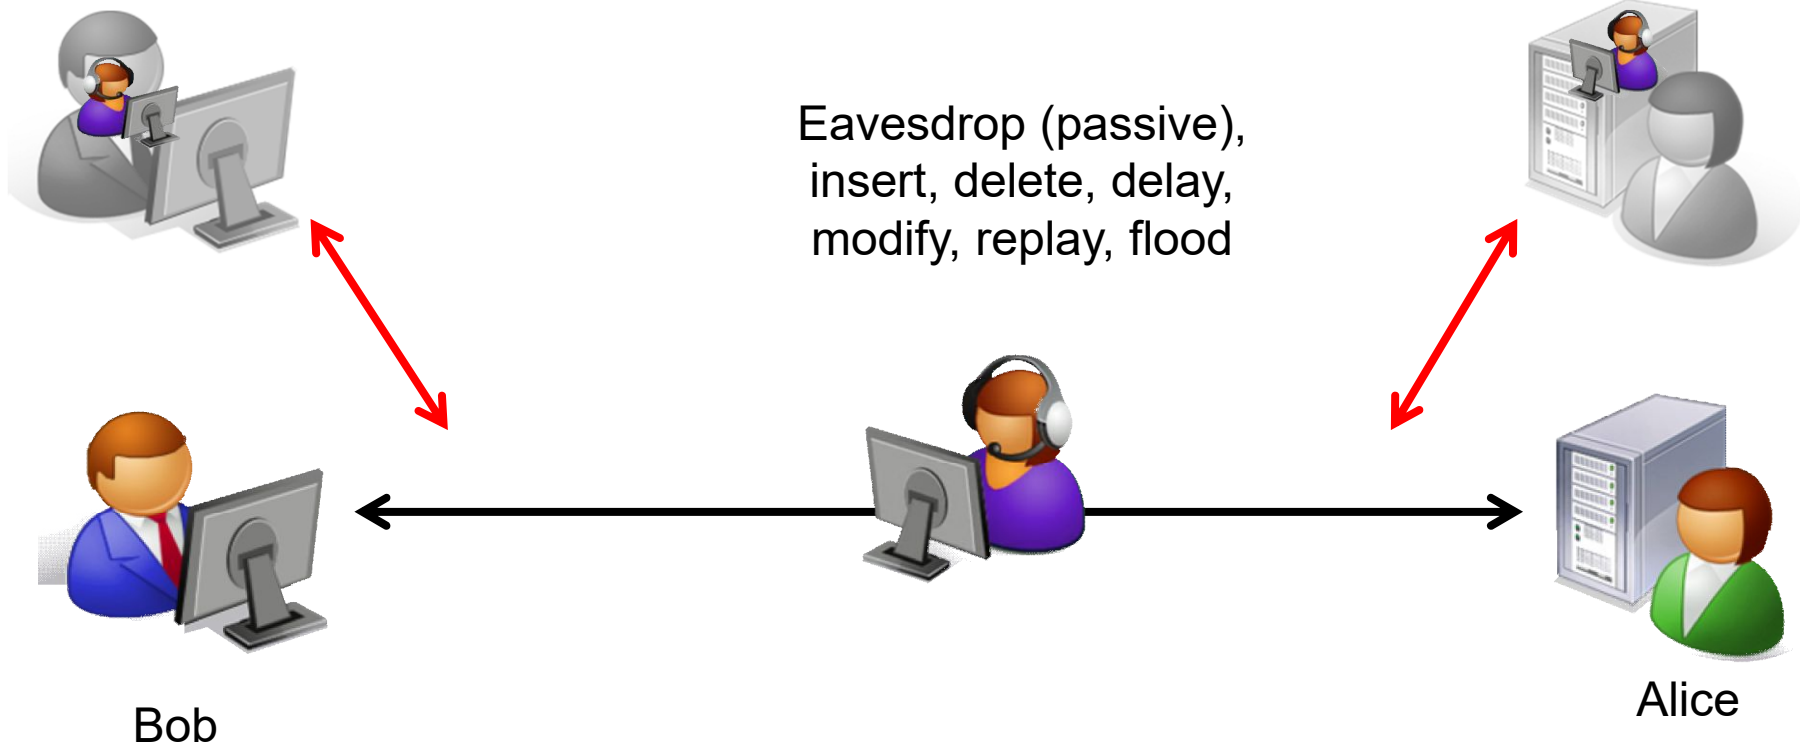 Eavesdrop (passive),
insert, delete, delay,
modify, replay, flood
Bob
Alice